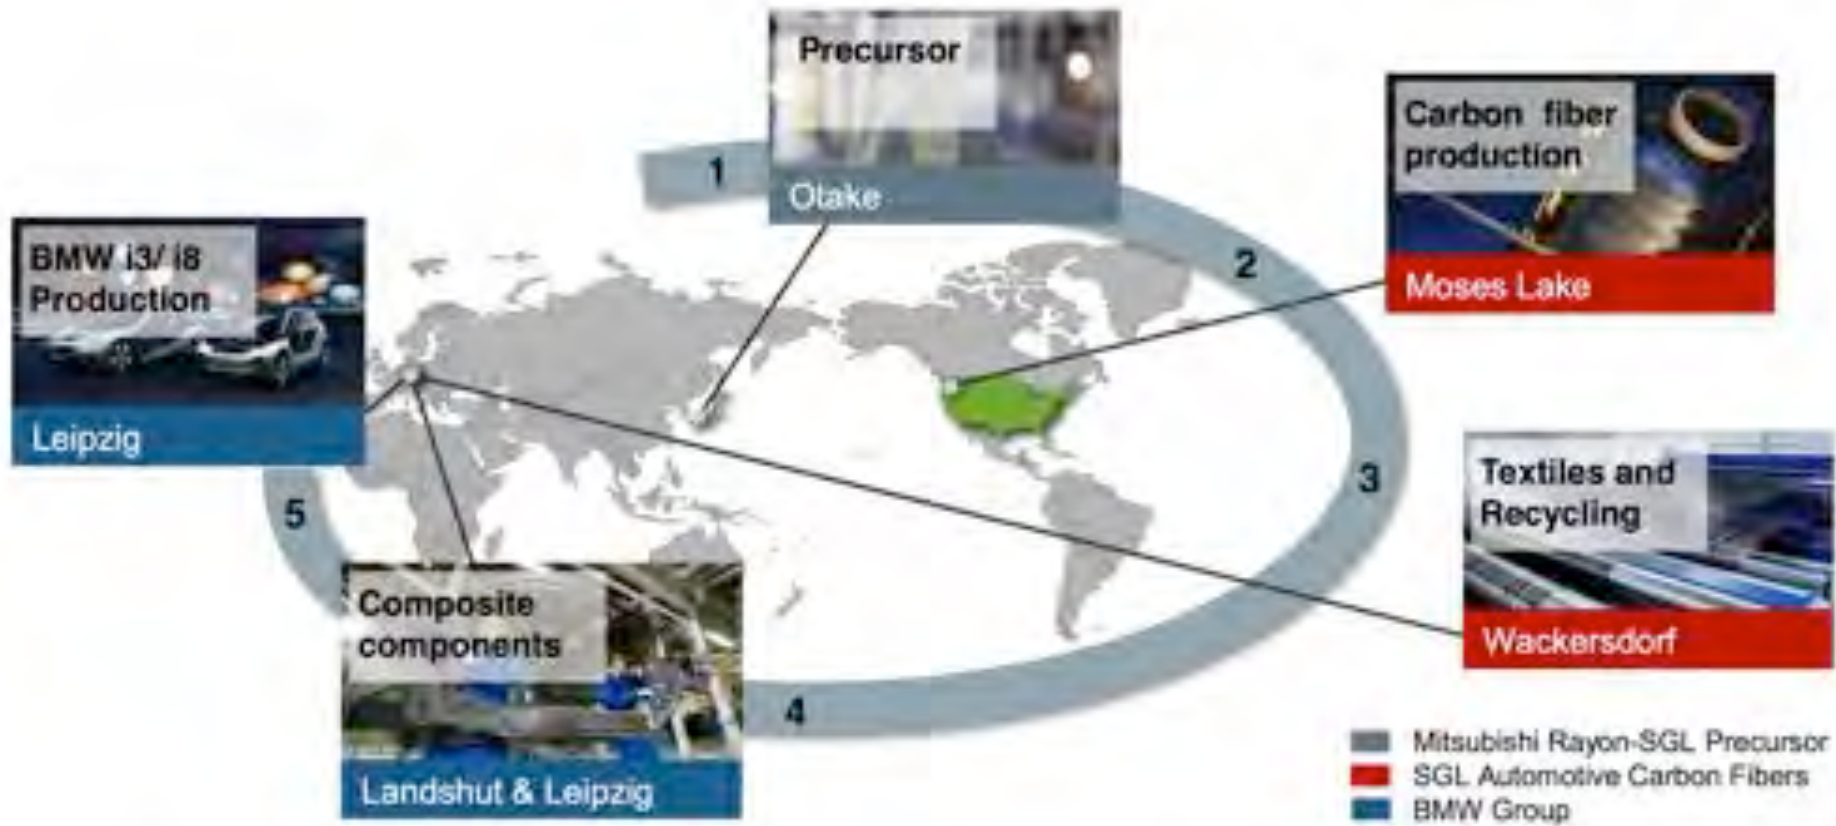 1
Precursor
Otake
2
Carbon fiber
production
Moses Lake
3
Textiles and
Recycling
Wackersdorf
4
Composite
components
Landshut & Leipzig
5
BMW i3/ i8
Production
Leipzig
Mitsubishi Rayon-SGL Precursor
SGL Automotive Carbon Fibers
BMW Group